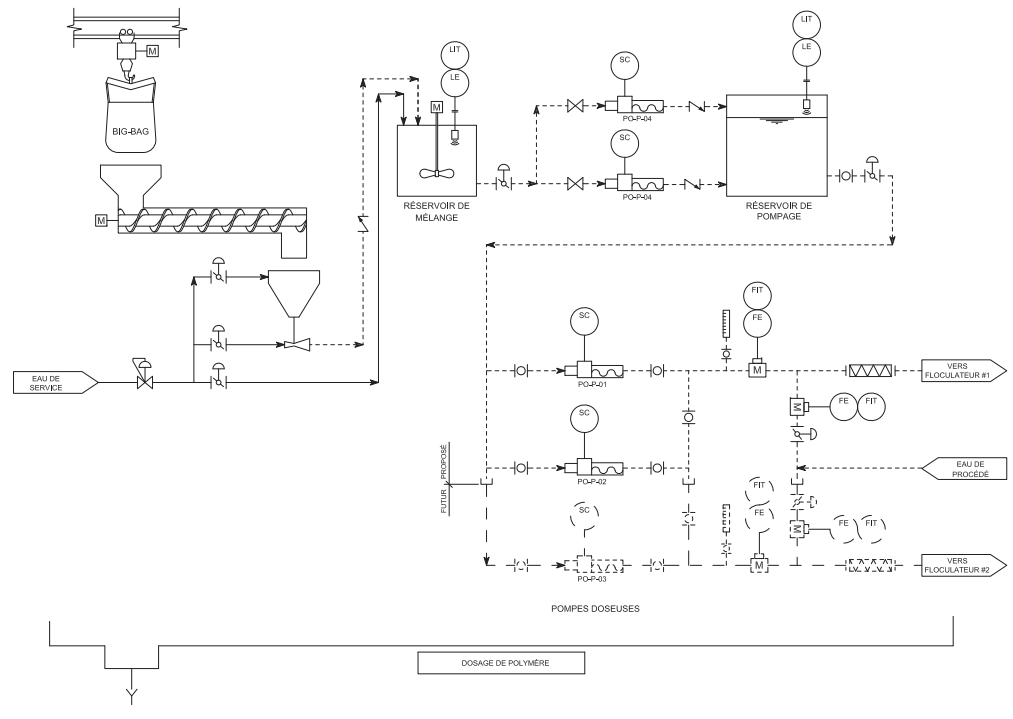 M
BIG-BAG
M
LIT
LE
M
RÉSERVOIR DE
MÉLANGE
SC
PO-P-04
SC
PO-P-04
LIT
LE
RÉSERVOIR DE
POMPAGE
EAU DE
SERVICE
SC
PO-P-01
FIT
FE
M
VERS
FLOCULATEUR #1
M
FE
FIT
SC
PO-P-02
EAU DE
PROCÉDÉ
FUTUR
PROPOSÉ
SC
PO-P-03
FIT
FE
M
M
FE
FIT
VERS
FLOCULATEUR #2
POMPES DOSEUSES
DOSAGE DE POLYMÈRE